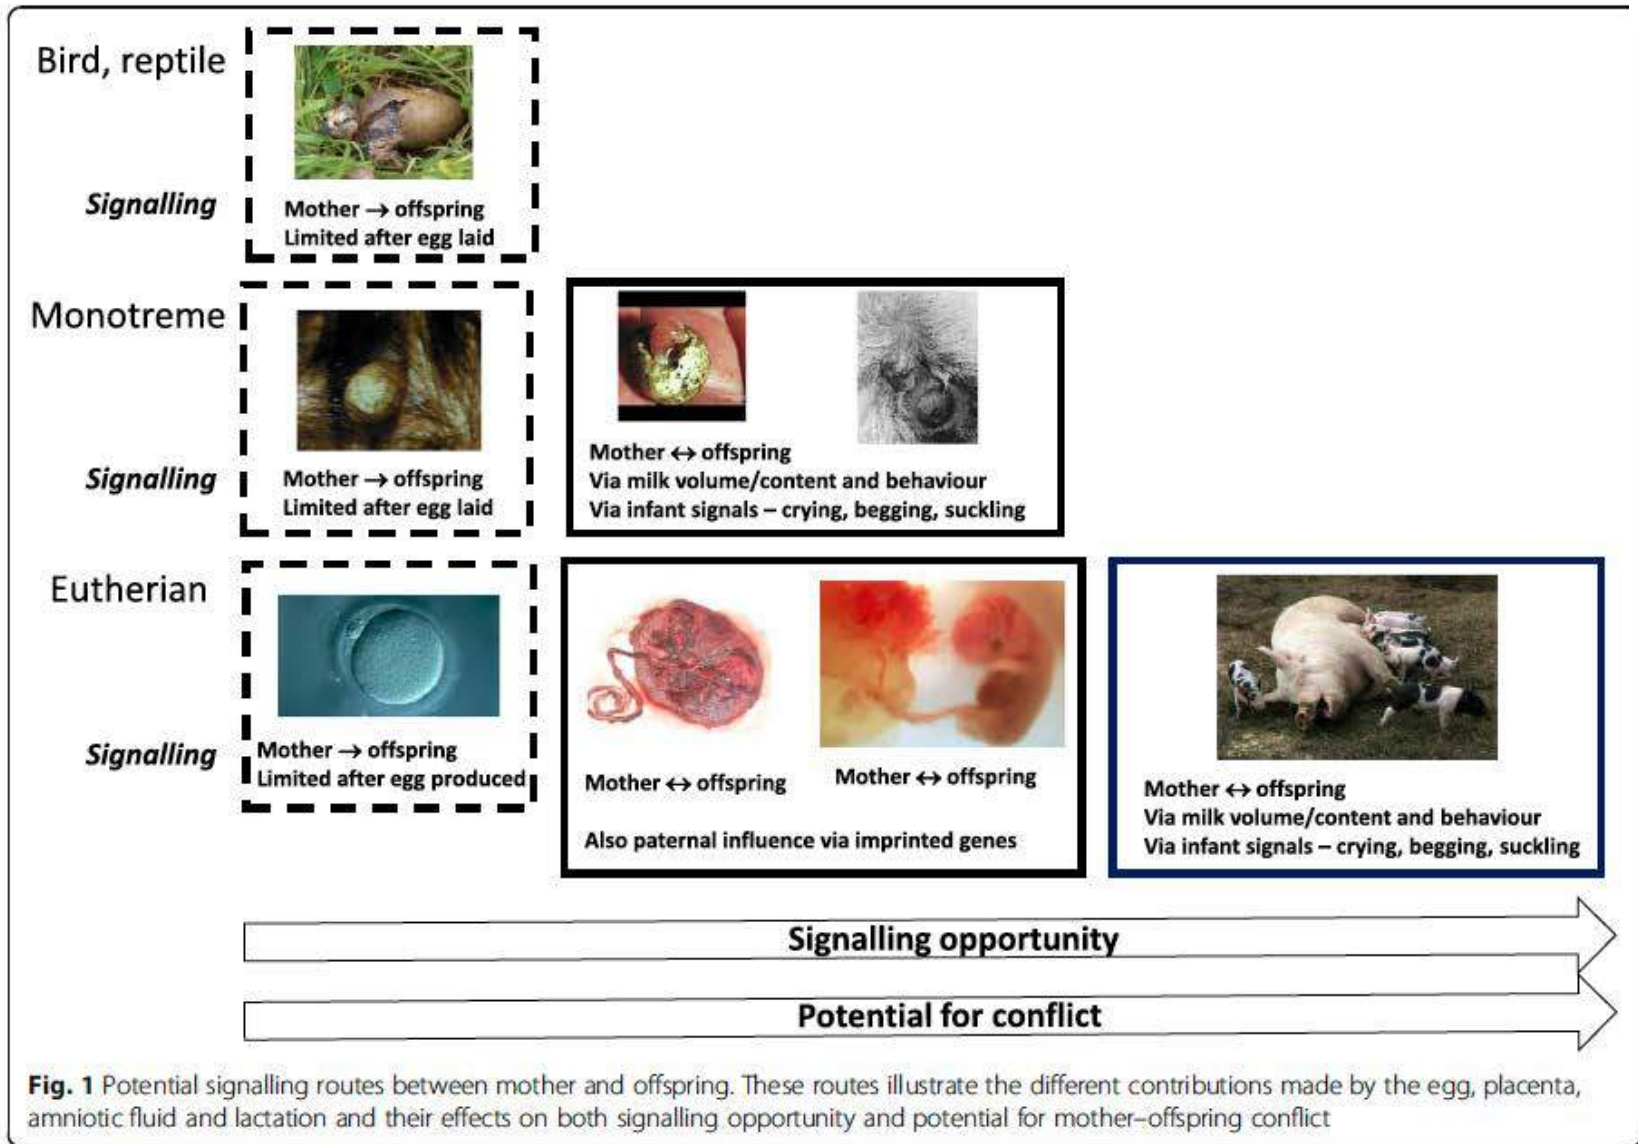 Bird, reptile
Signalling
Mother → offspring
Limited after egg laid
Monotreme
Signalling
Mother → offspring
Limited after egg laid
Mother ↔ offspring
Via milk volume/content and behaviour
Via infant signals – crying, begging, suckling
Eutherian
Signalling
Mother → offspring
Limited after egg produced
Mother ↔ offspring
Mother ↔ offspring
Also paternal influence via imprinted genes
Mother ↔ offspring
Via milk volume/content and behaviour
Via infant signals – crying, begging, suckling
Signalling opportunity
Potential for conflict
Fig. 1 Potential signalling routes between mother and offspring. These routes illustrate the different contributions made by the egg, placenta,
amniotic fluid and lactation and their effects on both signalling opportunity and potential for mother–offspring conflict